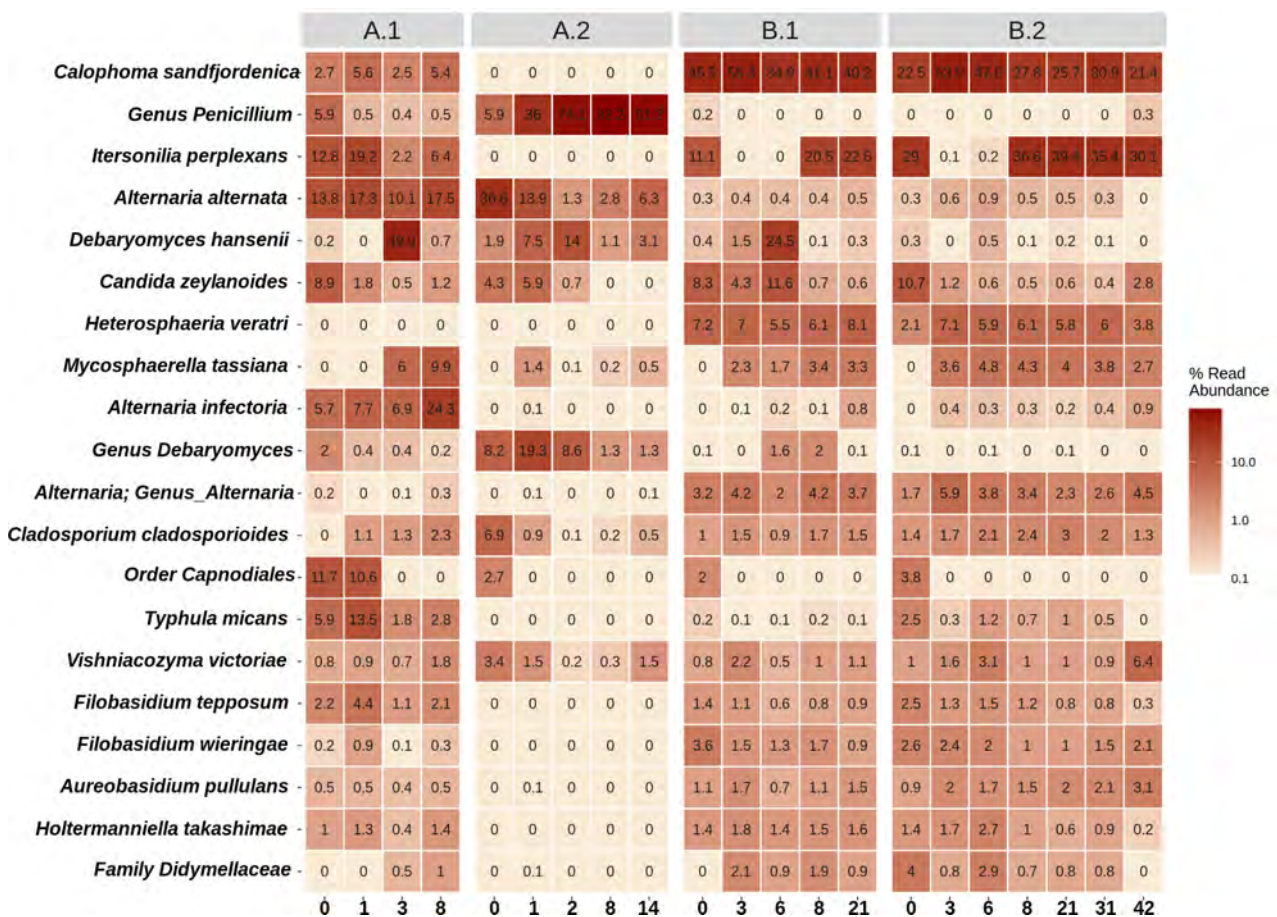 A.1 A.2 B.1 B.2
Calophoma sandfjordenica 2.7 5.6 2.5 5.4 0 0 0 0 0 40.2 22.5 27.8 25.7 30.9 21.4
Genus Penicillium 5.9 0.5 0.4 0.5 5.9 36 0.2 0 0 0 0 0 0 0 0 0 0 0.3
Itersonilia perplexans 12.8 19.2 2.2 6.4 0 0 0 0 0 11.1 0 0 20.5 22.6 29 0.1 0.2 36.6 39.4 35.4 30.1
Alternaria alternata 13.8 17.3 10.1 17.5 30.6 13.9 1.3 2.8 6.3 0.3 0.4 0.4 0.4 0.5 0.3 0.6 0.9 0.5 0.5 0.3 0
Debaryomyces hansenii 0.2 0 0.7 1.9 7.5 14 1.1 3.1 0.4 1.5 24.5 0.1 0.3 0.3 0 0.5 0.1 0.2 0.1 0
Candida zeylanoides 8.9 1.8 0.5 1.2 4.3 5.9 0.7 0 0 8.3 4.3 11.6 0.7 0.6 10.7 1.2 0.6 0.5 0.6 0.4 2.8
Heterosphaeria veratri 0 0 0 0 0 0 0 0 0 7.2 7 5.5 6.1 8.1 2.1 7.1 5.9 6.1 5.8 6 3.8
Mycosphaerella tassiana 0 0 6 9.9 0 1.4 0.1 0.2 0.5 0 2.3 1.7 3.4 3.3 0 3.6 4.8 4.3 4 3.8 2.7
Alternaria infectoria 5.7 7.7 6.9 24.3 0 0.1 0 0 0 0 0.1 0.2 0.1 0.8 0 0.4 0.3 0.3 0.2 0.4 0.9
Genus Debaryomyces 2 0.4 0.4 0.2 8.2 19.3 8.6 1.3 1.3 0.1 0 1.6 2 0.1 0.1 0 0.1 0 0.1 0 0
Alternaria; Genus_Alternaria 0.2 0 0.1 0.3 0 0.1 0 0 0.1 3.2 4.2 2 4.2 3.7 1.7 5.9 3.8 3.4 2.3 2.6 4.5
Cladosporium cladosporioides 0 1.1 1.3 2.3 6.9 0.9 0.1 0.2 0.5 1 1.5 0.9 1.7 1.5 1.4 1.6 2.1 2.4 3 2 1.3
Order Capnodiales 11.7 10.6 0 0 2.7 0 0 0 0 2 0 0 0 0 3.8 0 0 0 0 0 0
Typhula micans 5.9 13.5 1.8 2.8 0 0 0 0 0 0.2 0.1 0.1 0.2 0.1 2.5 0.3 1.2 0.7 1 0.5 0
Vishniacozyma victoriae 0.8 0.9 0.7 1.8 3.4 1.5 0.2 0.3 1.5 0.8 2.2 0.5 1 1.1 1 1.6 3.1 1 1 0.9 6.4
Filobasidium tepposum 2.2 4.4 1.1 2.1 0 0 0 0 0 1.4 1.1 0.6 0.8 0.9 2.5 1.3 1.5 1.2 0.8 0.8 0.3
Filobasidium wieringae 0.2 0.9 0.1 0.3 0 0 0 0 0 3.6 1.5 1.3 1.7 0.9 2.6 2.4 2 1 1 1.5 2.1
Aureobasidium pullulans 0.5 0.5 0.4 0.5 0 0.1 0 0 0 1.1 1.7 0.7 1.1 1.5 0.9 2 1.7 1.5 2 2.1 3.1
Holtermanniella takashimae 1 1.3 0.4 1.4 0 0 0 0 0 1.4 1.8 1.4 1.5 1.6 1.4 1.7 2.7 1 0.6 0.9 0.2
Family Didymellaceae 0 0 0.5 1 0 0.1 0 0 0 0 2.1 0.9 1.9 0.9 4 0.8 2.9 0.7 0.8 0.8 0
0 1 3 8 0 1 2 8 14 0 3 6 8 21 0 3 6 8 21 31 42
% Read
Abundance
10.0
1.0
0.1